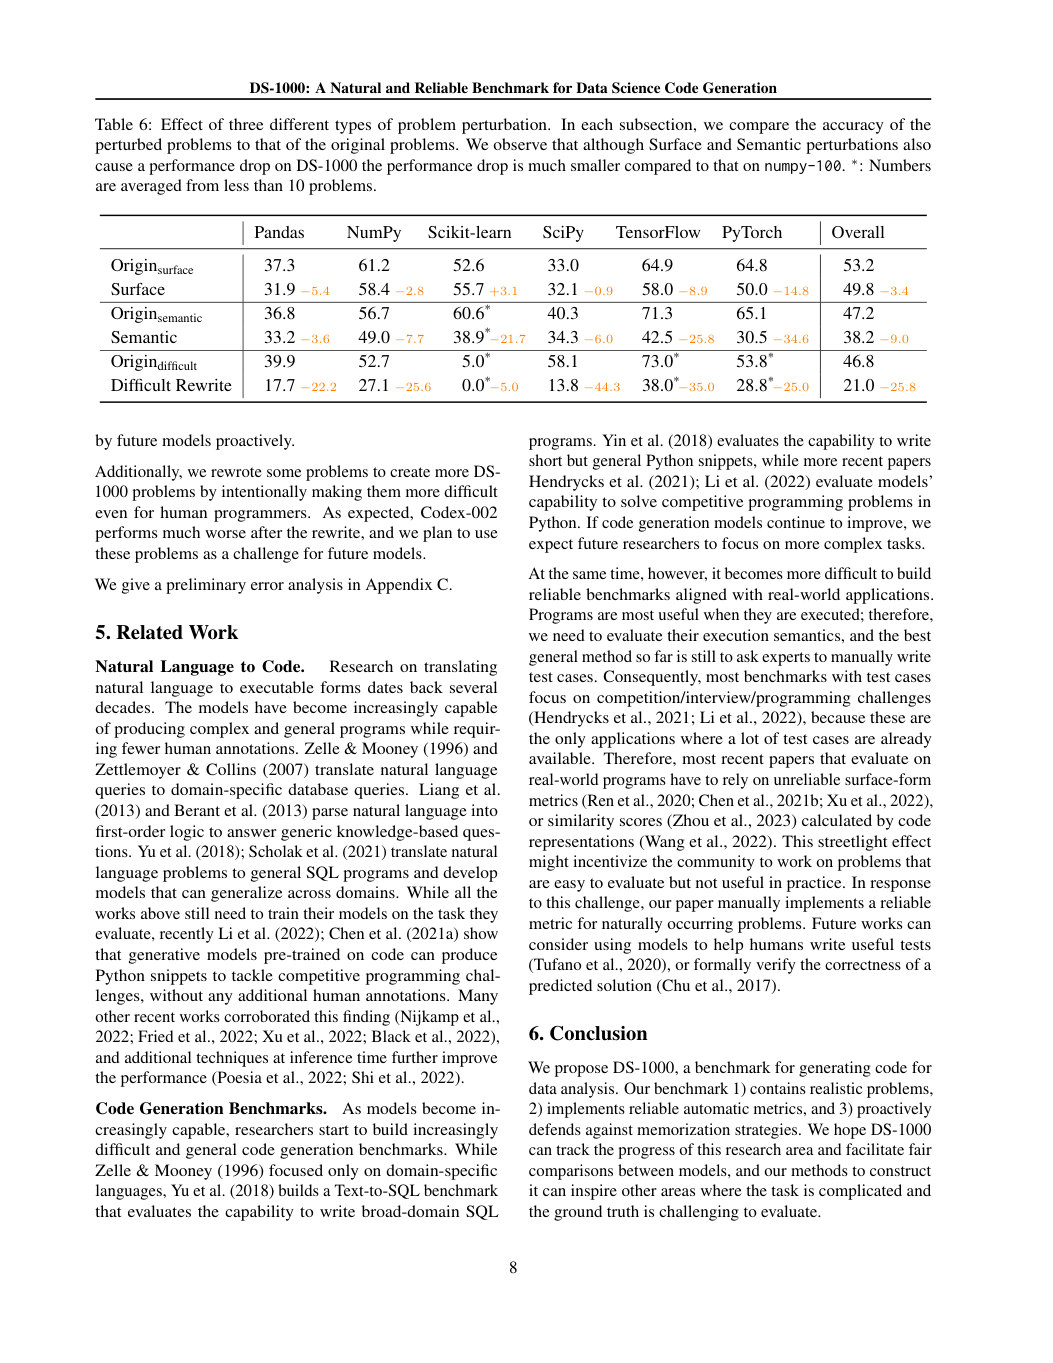 DS-1000: A Natural and Reliable Benchmark for Data Science Code Generation
Table 6: Effect of three different types of problem perturbation. In each subsection, we compare the accuracy of the
perturbed problems to that of the original problems. We observe that although Surface and Semantic perturbations also
cause a performance drop on DS-1000 the performance drop is much smaller compared to that on numpy-100. *: Numbers
are averaged from less than 10 problems.
Pandas NumPy Scikit-learn SciPy TensorFlow PyTorch Overall
Origin_surface 37.3 61.2 52.6 33.0 64.9 64.8 53.2
Surface 31.9 −5.4 58.4 −2.8 55.7 +3.1 32.1 −0.9 58.0 −8.9 50.0 −14.8 49.8 −3.4
Origin_semantic 36.8 56.7 60.6* 40.3 71.3 65.1 47.2
Semantic 33.2 −3.6 49.0 −7.7 38.9* −21.7 34.3 −6.0 42.5 −25.8 30.5 −34.6 38.2 −9.0
Origin_difficult 39.9 52.7 5.0* 58.1 73.0* 53.8* 46.8
Difficult Rewrite 17.7 −22.2 27.1 −25.6 0.0* −5.0 13.8 −44.3 38.0* −35.0 28.8* −25.0 21.0 −25.8
by future models proactively.
Additionally, we rewrote some problems to create more DS-
1000 problems by intentionally making them more difficult
even for human programmers. As expected, Codex-002
performs much worse after the rewrite, and we plan to use
these problems as a challenge for future models.
We give a preliminary error analysis in Appendix C.
5. Related Work
Natural Language to Code. Research on translating
natural language to executable forms dates back several
decades. The models have become increasingly capable
of producing complex and general programs while requir-
ing fewer human annotations. Zelle & Mooney (1996) and
Zettlemoyer & Collins (2007) translate natural language
queries to domain-specific database queries. Liang et al.
(2013) and Berant et al. (2013) parse natural language into
first-order logic to answer generic knowledge-based ques-
tions. Yu et al. (2018); Scholak et al. (2021) translate natural
language problems to general SQL programs and develop
models that can generalize across domains. While all the
works above still need to train their models on the task they
evaluate, recently Li et al. (2022); Chen et al. (2021a) show
that generative models pre-trained on code can produce
Python snippets to tackle competitive programming chal-
lenges, without any additional human annotations. Many
other recent works corroborated this finding (Nijkamp et al.,
2022; Fried et al., 2022; Xu et al., 2022; Black et al., 2022),
and additional techniques at inference time further improve
the performance (Poesia et al., 2022; Shi et al., 2022).
Code Generation Benchmarks. As models become in-
creasingly capable, researchers start to build increasingly
difficult and general code generation benchmarks. While
Zelle & Mooney (1996) focused only on domain-specific
languages, Yu et al. (2018) builds a Text-to-SQL benchmark
that evaluates the capability to write broad-domain SQL
programs. Yin et al. (2018) evaluates the capability to write
short but general Python snippets, while more recent papers
Hendrycks et al. (2021); Li et al. (2022) evaluate models’
capability to solve competitive programming problems in
Python. If code generation models continue to improve, we
expect future researchers to focus on more complex tasks.
At the same time, however, it becomes more difficult to build
reliable benchmarks aligned with real-world applications.
Programs are most useful when they are executed; therefore,
we need to evaluate their execution semantics, and the best
general method so far is still to ask experts to manually write
test cases. Consequently, most benchmarks with test cases
focus on competition/interview/programming challenges
(Hendrycks et al., 2021; Li et al., 2022), because these are
the only applications where a lot of test cases are already
available. Therefore, most recent papers that evaluate on
real-world programs have to rely on unreliable surface-form
metrics (Ren et al., 2020; Chen et al., 2021b; Xu et al., 2022),
or similarity scores (Zhou et al., 2023) calculated by code
representations (Wang et al., 2022). This streetlight effect
might incentivize the community to work on problems that
are easy to evaluate but not useful in practice. In response
to this challenge, our paper manually implements a reliable
metric for naturally occurring problems. Future works can
consider using models to help humans write useful tests
(Tufano et al., 2020), or formally verify the correctness of a
predicted solution (Chu et al., 2017).
6. Conclusion
We propose DS-1000, a benchmark for generating code for
data analysis. Our benchmark 1) contains realistic problems,
2) implements reliable automatic metrics, and 3) proactively
defends against memorization strategies. We hope DS-1000
can track the progress of this research area and facilitate fair
comparisons between models, and our methods to construct
it can inspire other areas where the task is complicated and
the ground truth is challenging to evaluate.
8